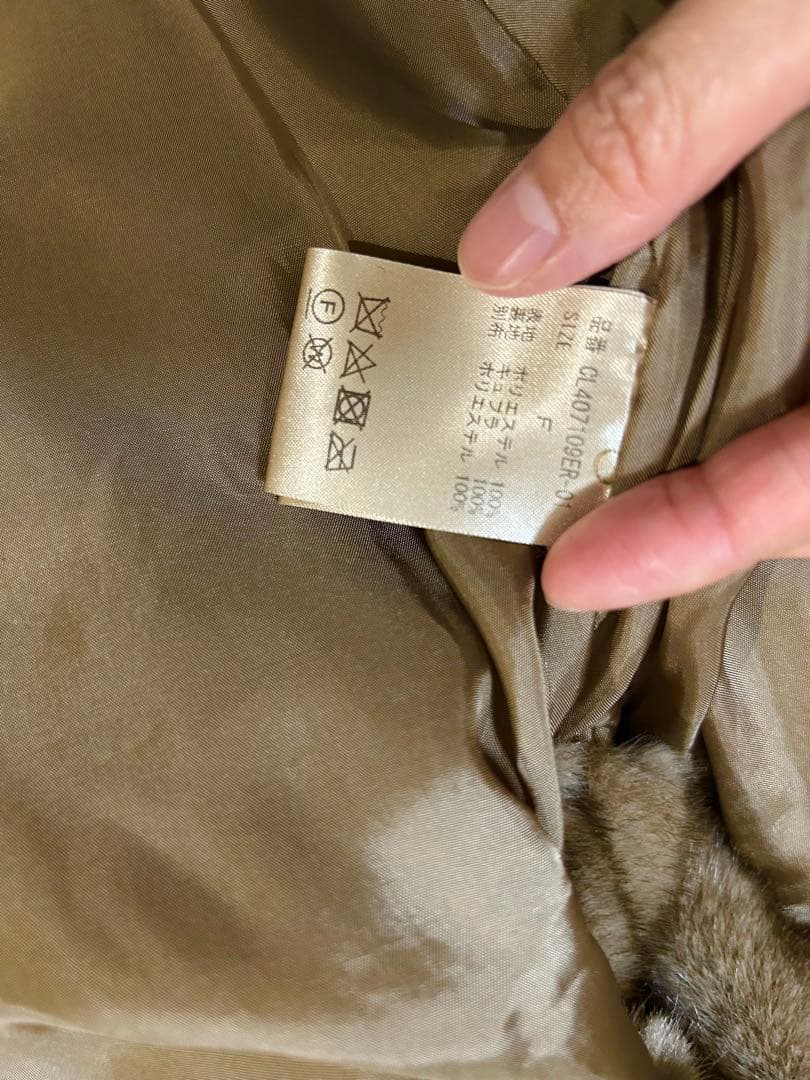 品番 CL407109ER-01
SIZE F
表地 ポリエステル 100%
裏地 キュプラ 100%
別布 ポリエステル 100%
F
W